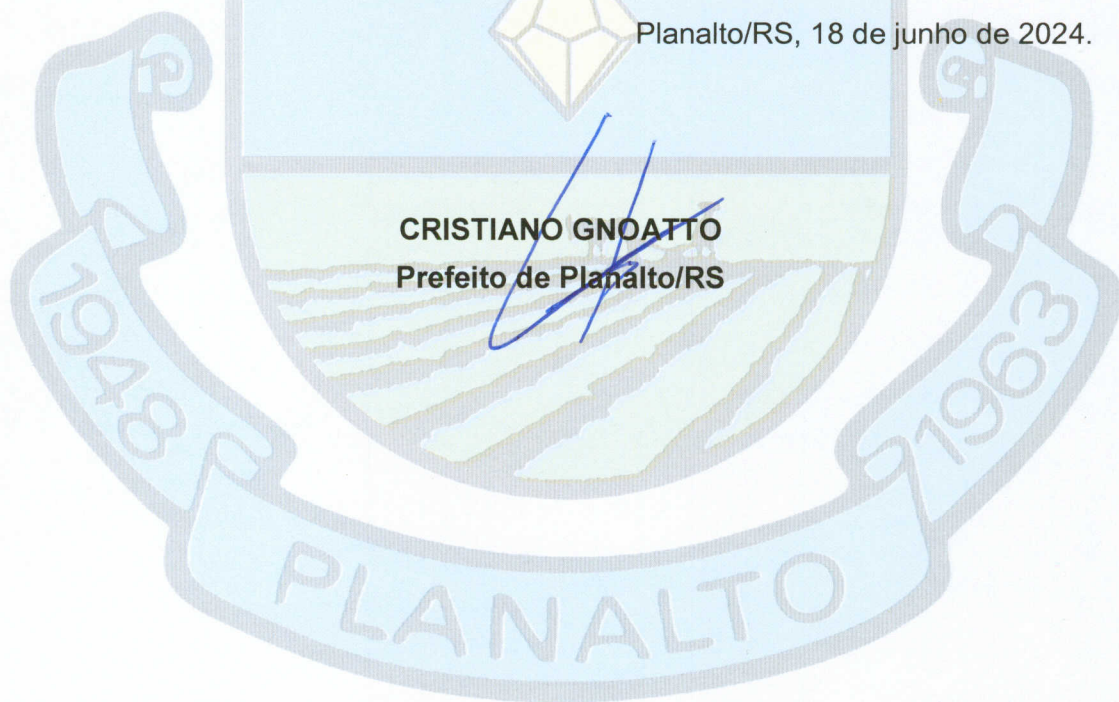 Planalto/RS, 18 de junho de 2024.
CRISTIANO GNOATTO
Prefeito de Planalto/RS
1948
1963
PLANALTO